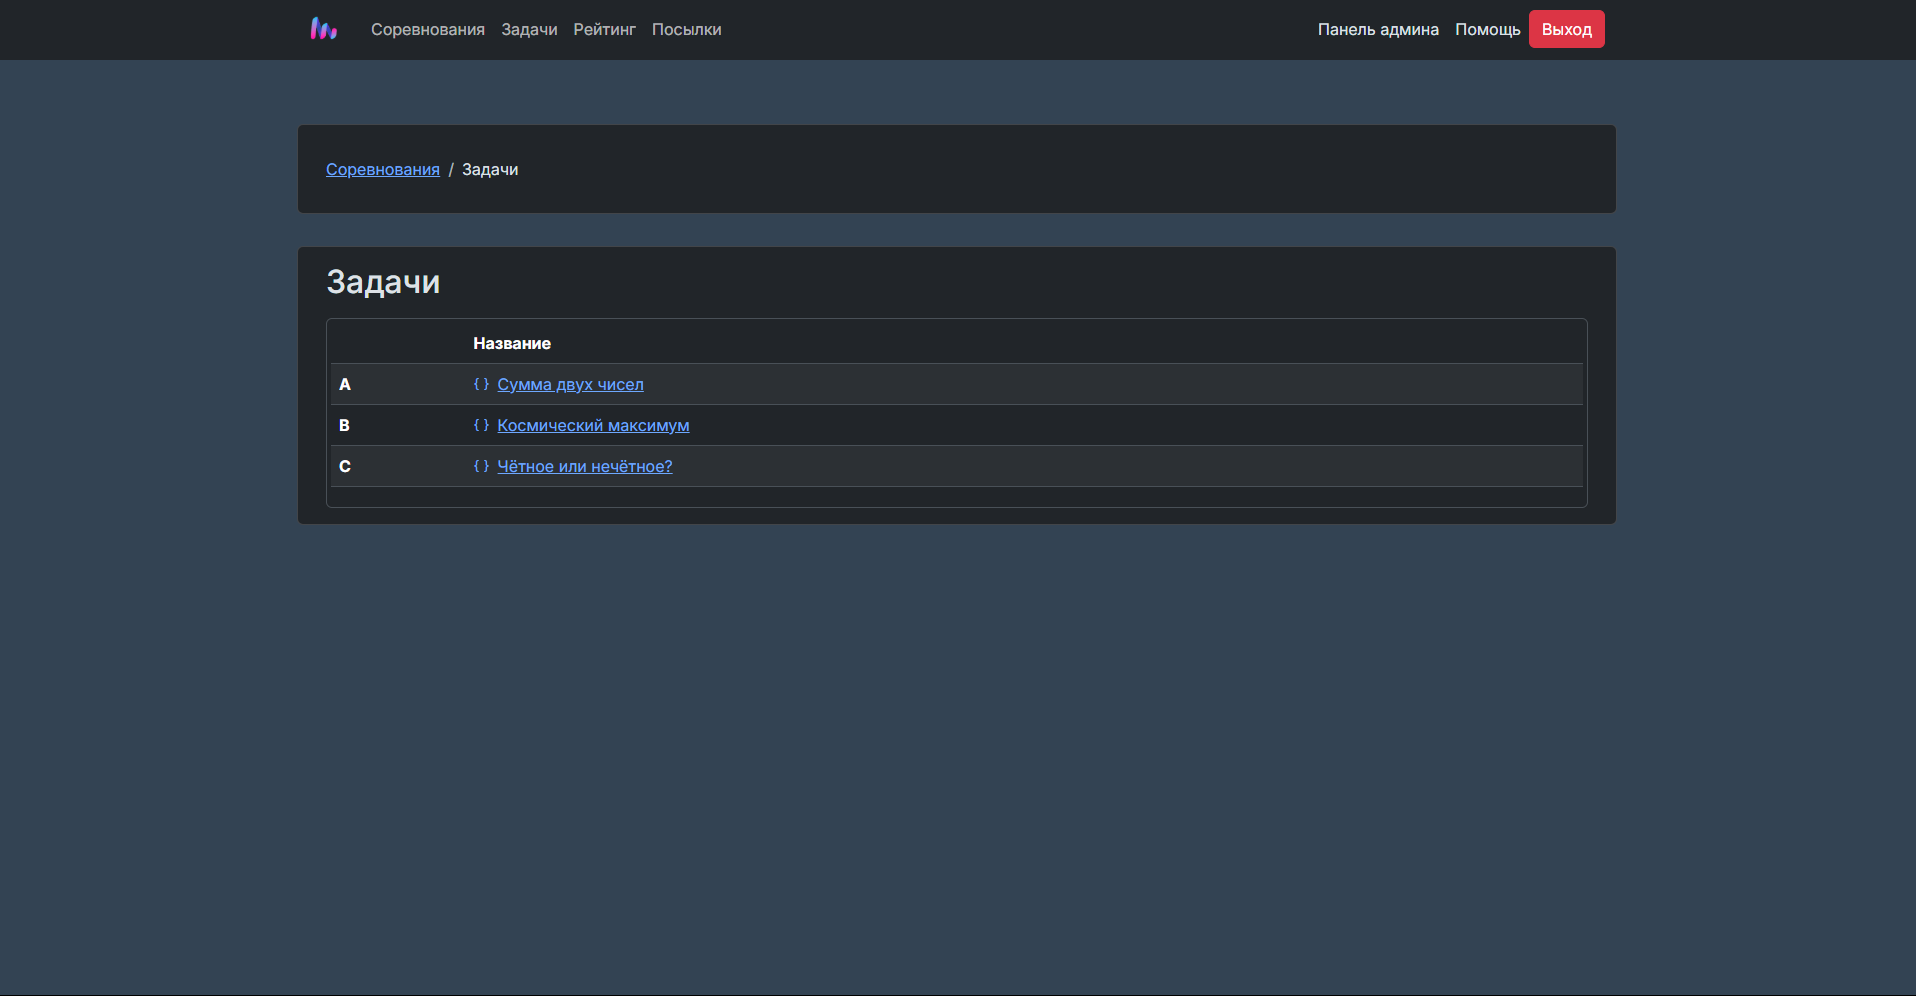 Соревнования Задачи Рейтинг Посылки Панель админа Помощь Выход
Соревнования / Задачи
Задачи
Название
A { } Сумма двух чисел
B { } Космический максимум
C { } Чётное или нечётное?